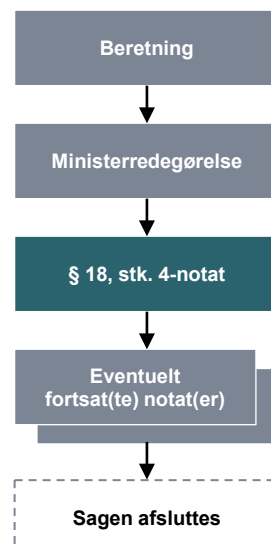 Beretning
Ministerredegørelse
§ 18, stk. 4-notat
Eventuelt
fortsat(te) notat(er)
Sagen afsluttes